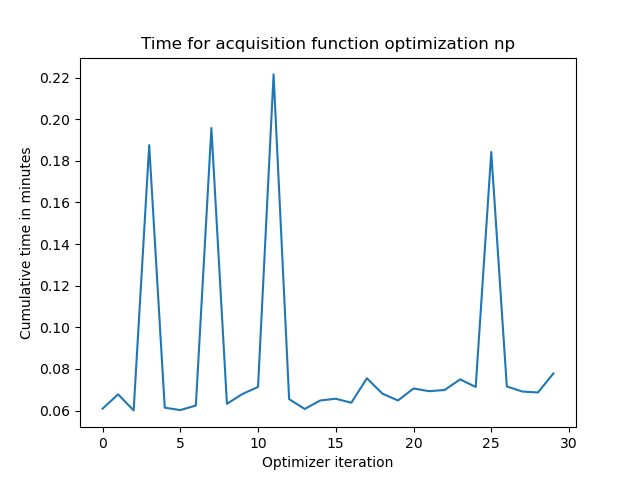 Time for acquisition function optimization np
Cumulative time in minutes
0.22
0.20
0.18
0.16
0.14
0.12
0.10
0.08
0.06
0 5 10 15 20 25 30
Optimizer iteration